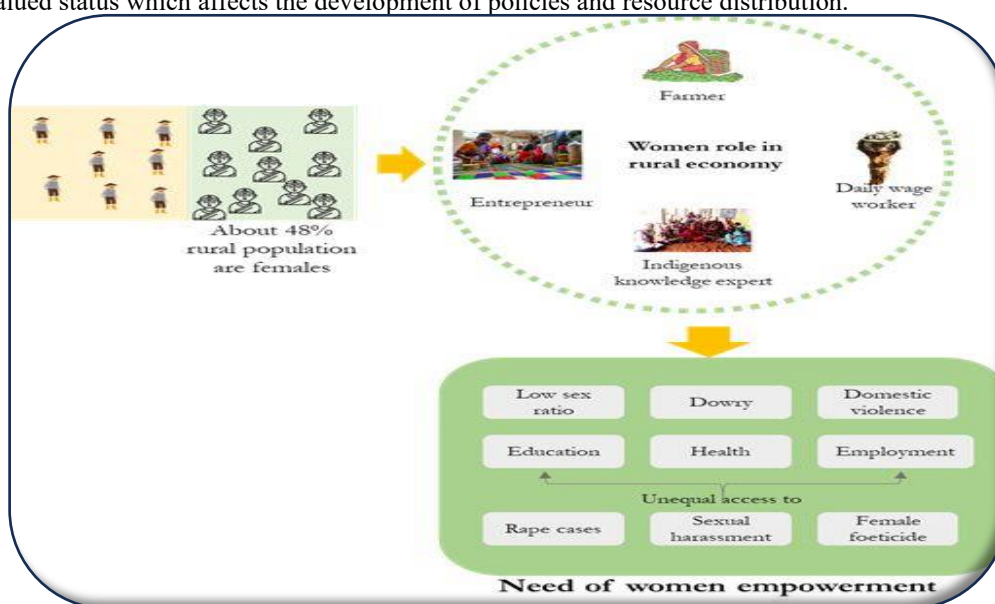 alued status which affects the development of policies and resource distribution.
Farmer
Women role in
rural economy
Entrepreneur
Daily wage
worker
Indigenous
knowledge expert
About 48%
rural population
are females
Low sex
ratio
Dowry
Domestic
violence
Education
Health
Employment
Unequal access to
Rape cases
Sexual
harassment
Female
foeticide
Need of women empowerment